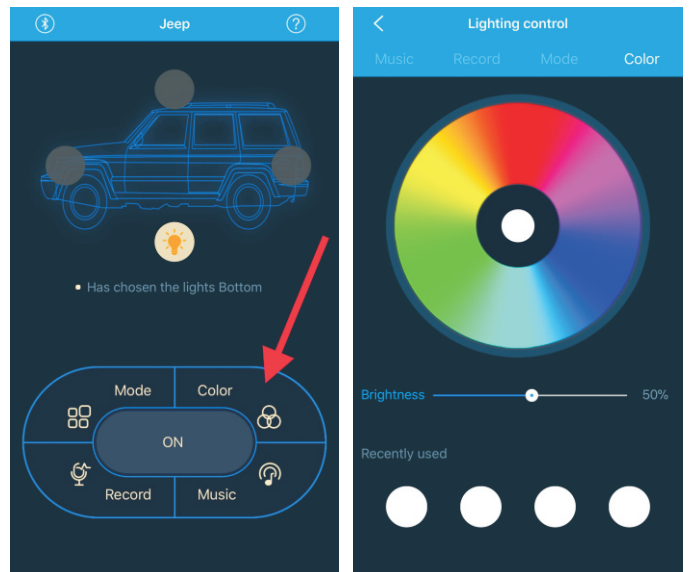 Jeep
Has chosen the lights Bottom
Mode
Color
ON
Record
Music
Lighting control
Music Record Mode Color
Brightness 50%
Recently used